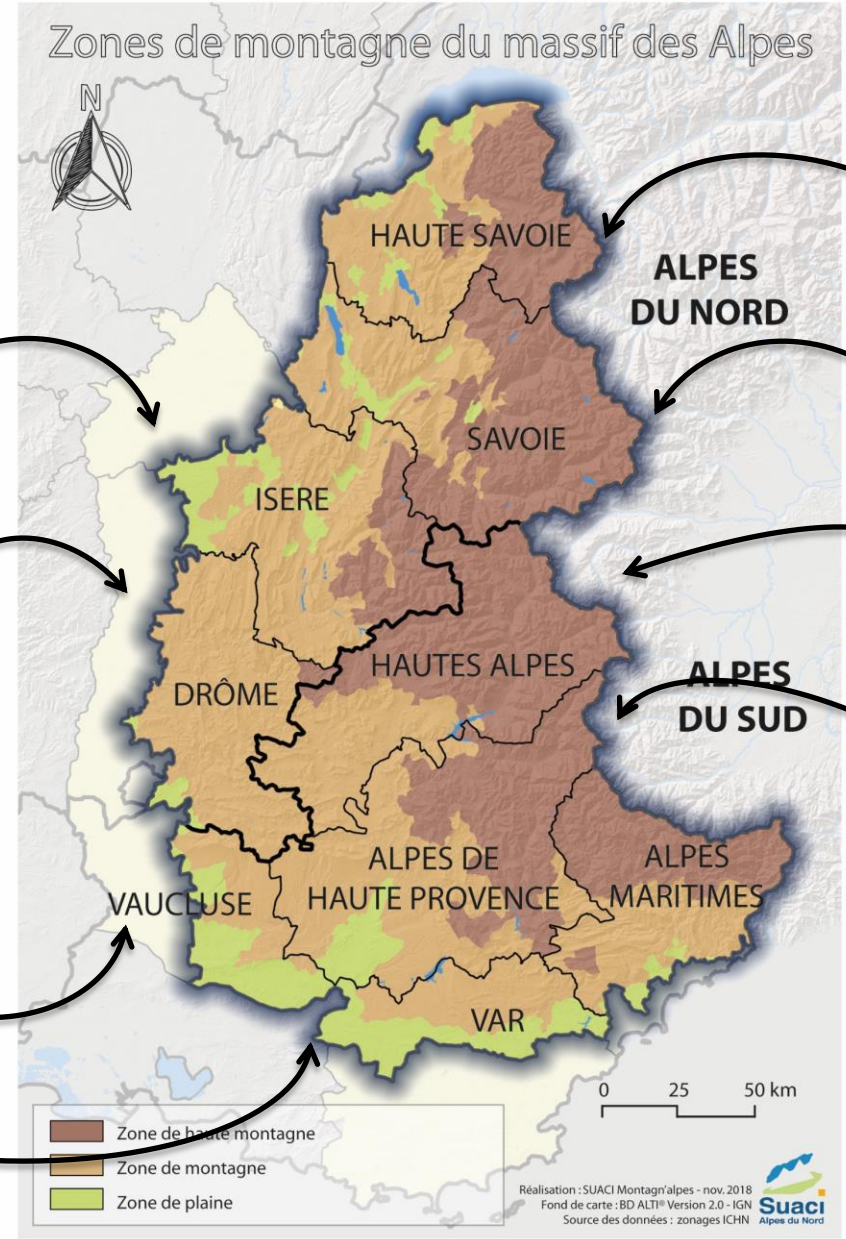 Zones de montagne du massif des Alpes
N
HAUTE SAVOIE
ALPES
DU NORD
SAVOIE
ISERE
HAUTES ALPES
DRÔME
ALPES
DU SUD
ALPES DE
HAUTE PROVENCE
ALPES
MARITIMES
VAUCLUSE
VAR
0 25 50 km
Zone de haute montagne
Zone de montagne
Zone de plaine
Réalisation : SUACI Montagn'alpes - nov. 2018
Fond de carte : BD ALTI® Version 2.0 - IGN
Source des données : zonages ICHN
Suaci
Alpes du Nord